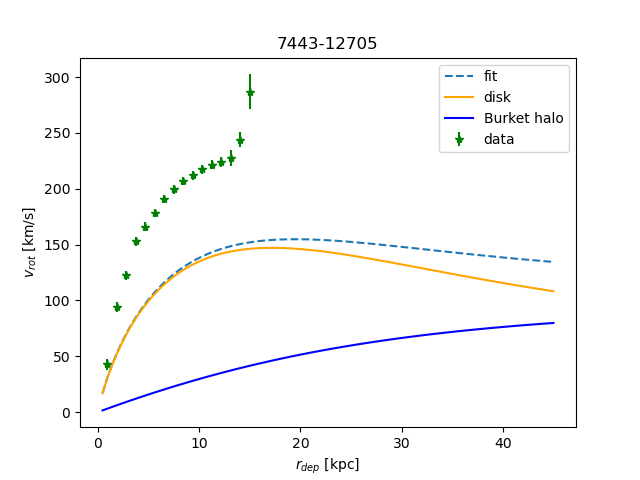 7443-12705
300
250
200
150
100
50
0
v_rot [km/s]
fit
disk
Burket halo
data
0 10 20 30 40
r_dep [kpc]